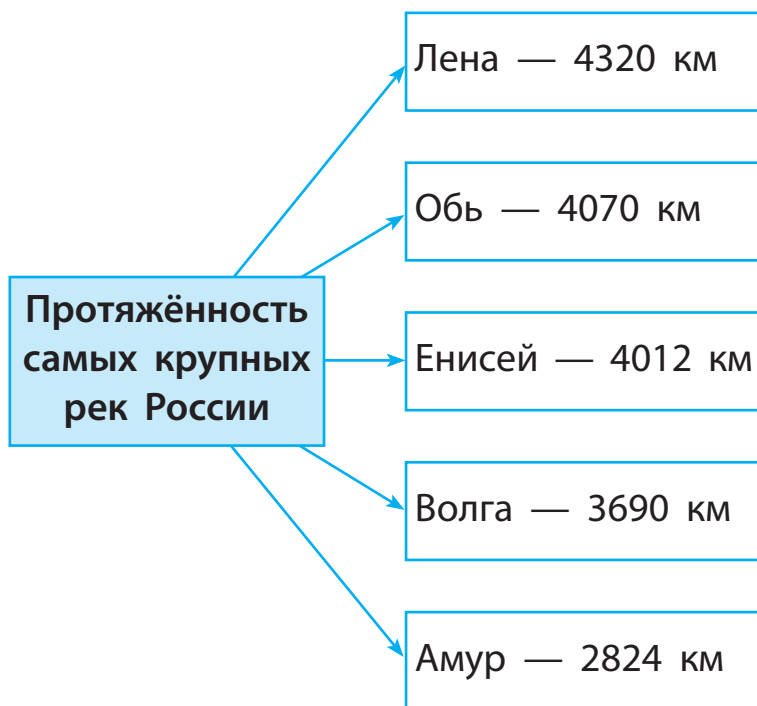 Лена — 4320 км
Обь — 4070 км
Протяжённость
самых крупных
рек России
Енисей — 4012 км
Волга — 3690 км
Амур — 2824 км